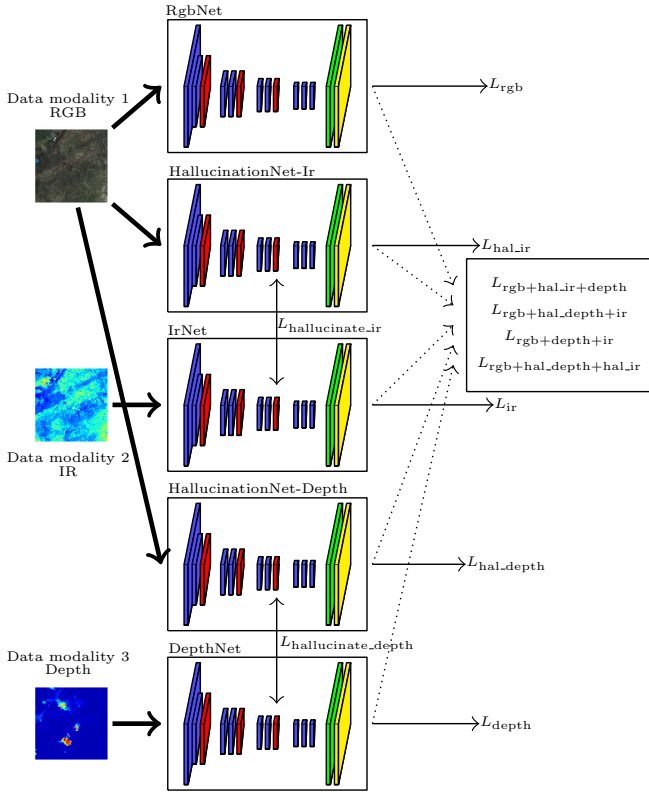 RgbNet
L_rgb
Data modality 1
RGB
HallucinationNet-Ir
L_hal_ir
L_rgb+hal_ir+depth
L_rgb+hal_depth+ir
L_rgb+depth+ir
L_rgb+hal_depth+hal_ir
L_hallucinate_ir
IrNet
L_ir
Data modality 2
IR
HallucinationNet-Depth
L_hal_depth
L_hallucinate_depth
DepthNet
Data modality 3
Depth
L_depth